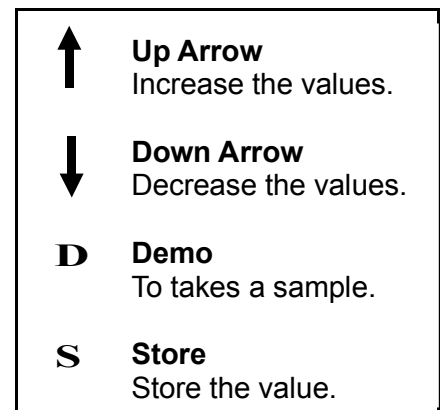 Up Arrow
Increase the values.
Down Arrow
Decrease the values.
D Demo
To takes a sample.
S Store
Store the value.